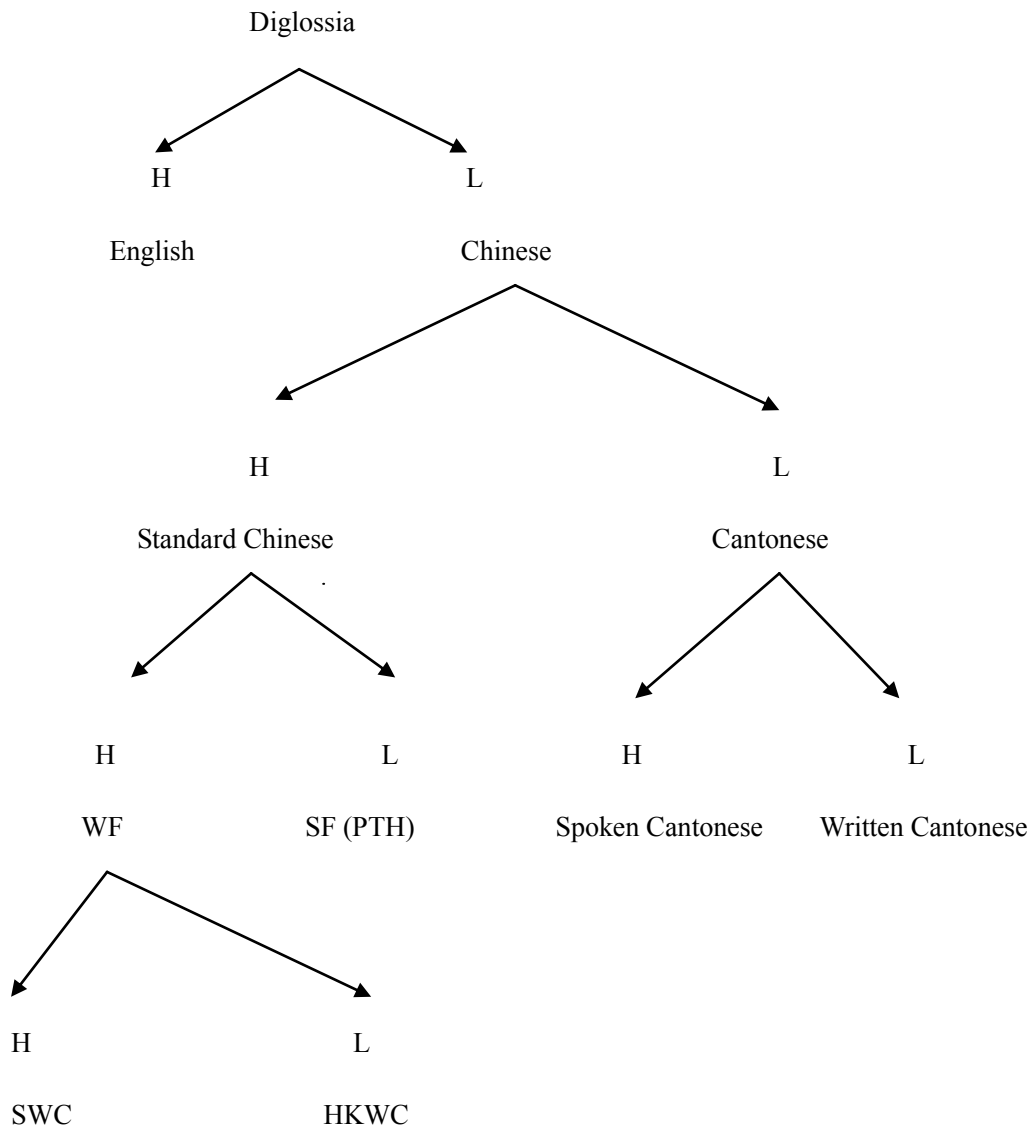 Diglossia
H L
English Chinese
H L
Standard Chinese Cantonese
H L H L
WF SF (PTH) Spoken Cantonese Written Cantonese
H L
SWC HKWC